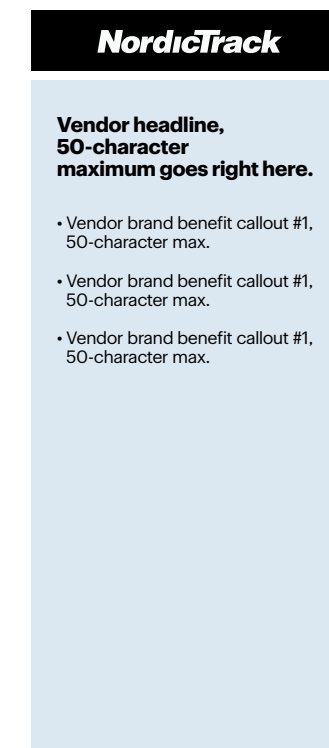 NordicTrack
Vendor headline,
50-character
maximum goes right here.
• Vendor brand benefit callout #1,
50-character max.
• Vendor brand benefit callout #1,
50-character max.
• Vendor brand benefit callout #1,
50-character max.